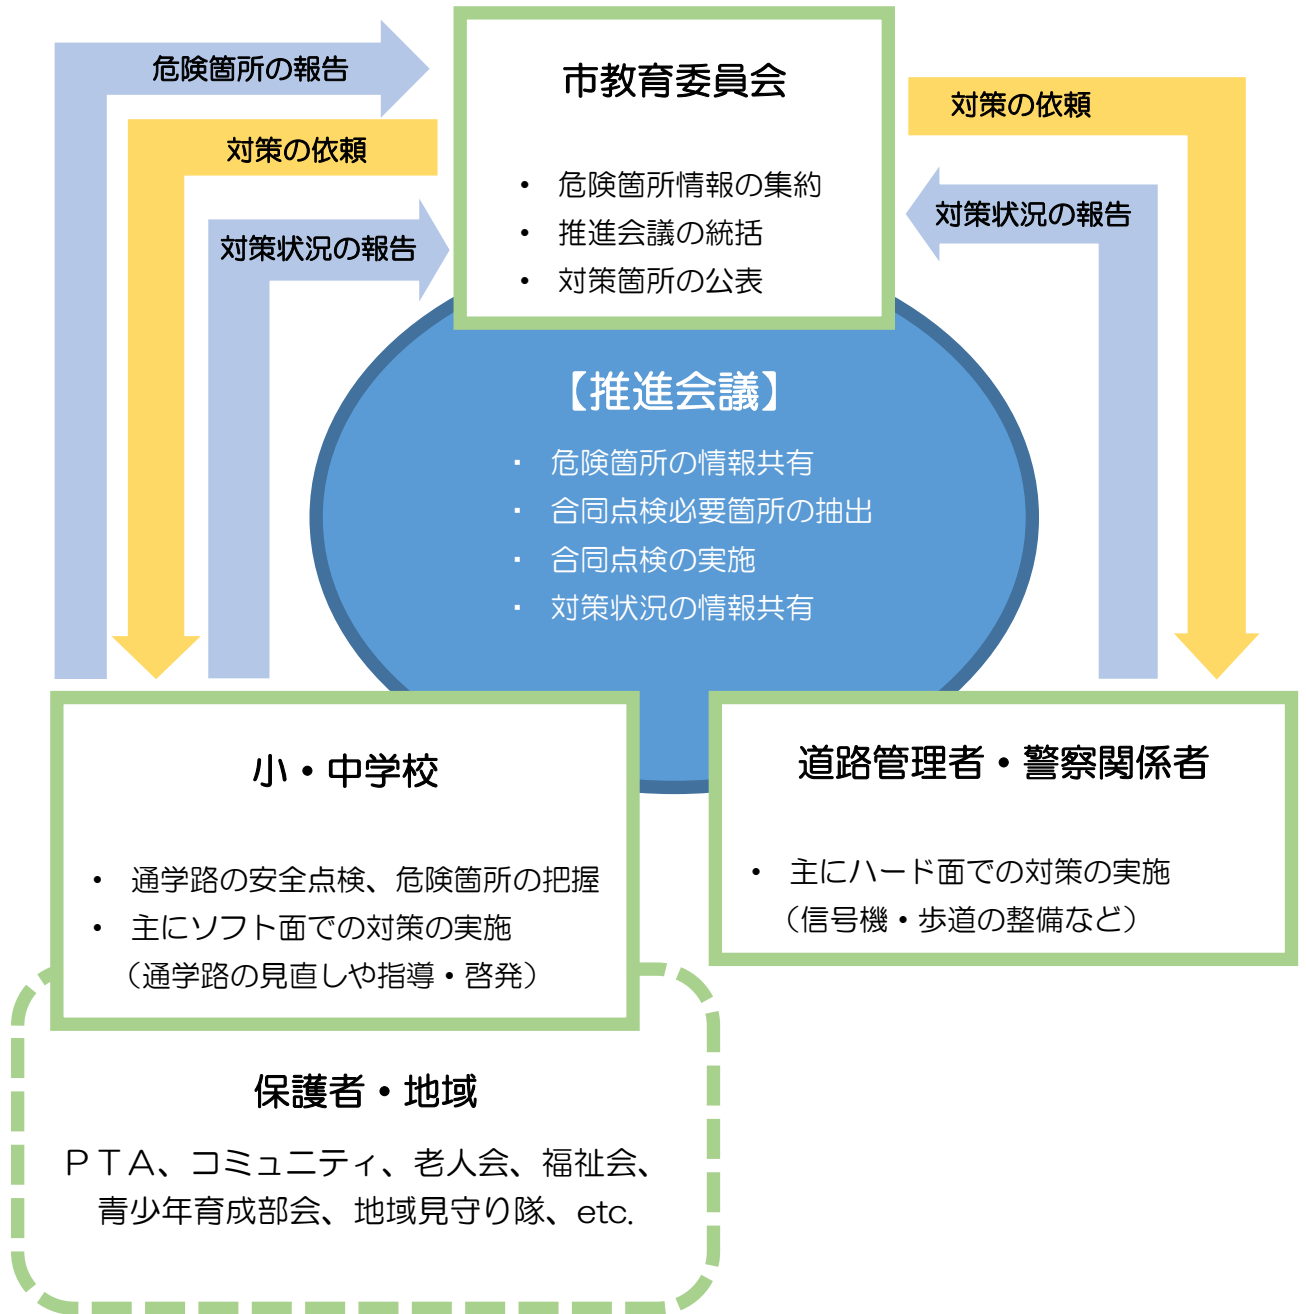 危険箇所の報告
対策の依頼
対策状況の報告
市教育委員会
• 危険箇所情報の集約
• 推進会議の統括
• 対策箇所の公表
対策の依頼
対策状況の報告
【推進会議】
・ 危険箇所の情報共有
・ 合同点検必要箇所の抽出
・ 合同点検の実施
・ 対策状況の情報共有
小・中学校
• 通学路の安全点検、危険箇所の把握
• 主にソフト面での対策の実施
（通学路の見直しや指導・啓発）
道路管理者・警察関係者
• 主にハード面での対策の実施
（信号機・歩道の整備など）
保護者・地域
ＰＴＡ、コミュニティ、老人会、福祉会、
青少年育成部会、地域見守り隊、etc.